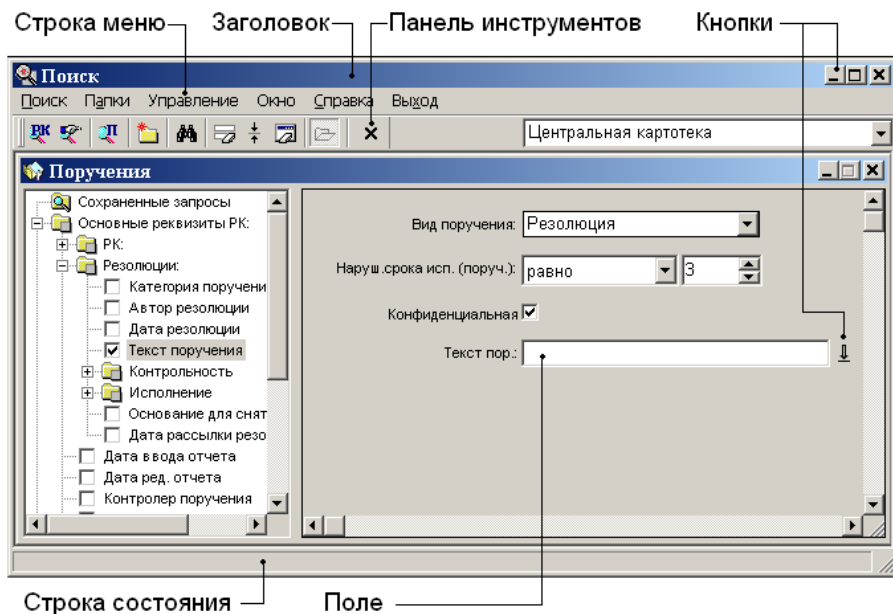 Строка меню Заголовок Панель инструментов Кнопки
Поиск
Поиск Папки Управление Окно Справка Выход
РК П Центральная картотека
Поручения
Сохраненные запросы
Основные реквизиты РК:
РК:
Резолюции:
Категория поручени
Автор резолюции
Дата резолюции
Текст поручения
Контрольность
Исполнение
Основание для снят
Дата рассылки резо
Дата ввода отчета
Дата ред. отчета
Контролер поручения
Вид поручения: Резолюция
Наруш.срока исп. (поруч.): равно 3
Конфиденциальная
Текст пор.:
Строка состояния Поле